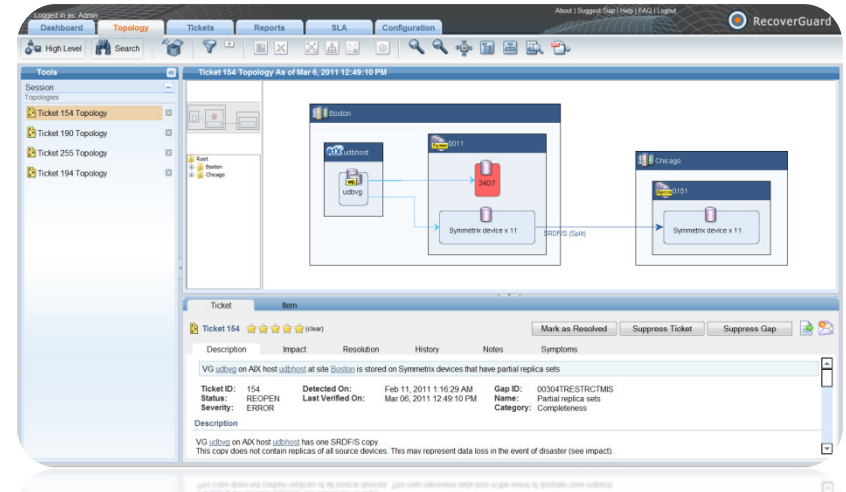 Logged in as: Admin
About | Suggest Gap | Help | FAQ | Logout
Dashboard Topology Tickets Reports SLA Configuration
RecoverGuard
High Level Search
Tools
Ticket 154 Topology As of Mar 6, 2011 12:49:10 PM
Session
Topologies
Ticket 154 Topology
Ticket 190 Topology
Ticket 255 Topology
Ticket 194 Topology
Root
Boston
Chicago
Boston
AIX udbhost
VG
udbvg
0011
24D7
Symmetrix device x 11
SRDF/S (Split)
Chicago
0151
Symmetrix device x 11
Ticket Item
Ticket 154 (clear)
Mark as Resolved Suppress Ticket Suppress Gap
Description Impact Resolution History Notes Symptoms
VG udbvg on AIX host udbhost at site Boston is stored on Symmetrix devices that have partial replica sets
Ticket ID: 154 Detected On: Feb 11, 2011 1:16:29 AM Gap ID: 00304TRESTRCTMIS
Status: REOPEN Last Verified On: Mar 06, 2011 12:49:10 PM Name: Partial replica sets
Severity: ERROR Category: Completeness
Description
VG udbvg on AIX host udbhost has one SRDF/S copy.
This copy does not contain replicas of all source devices. This may represent data loss in the event of disaster (see impact).